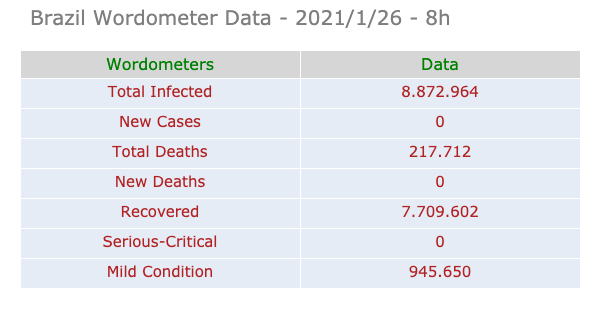 Brazil Wordometer Data - 2021/1/26 - 8h
Wordometers Data
Total Infected 8.872.964
New Cases 0
Total Deaths 217.712
New Deaths 0
Recovered 7.709.602
Serious-Critical 0
Mild Condition 945.650